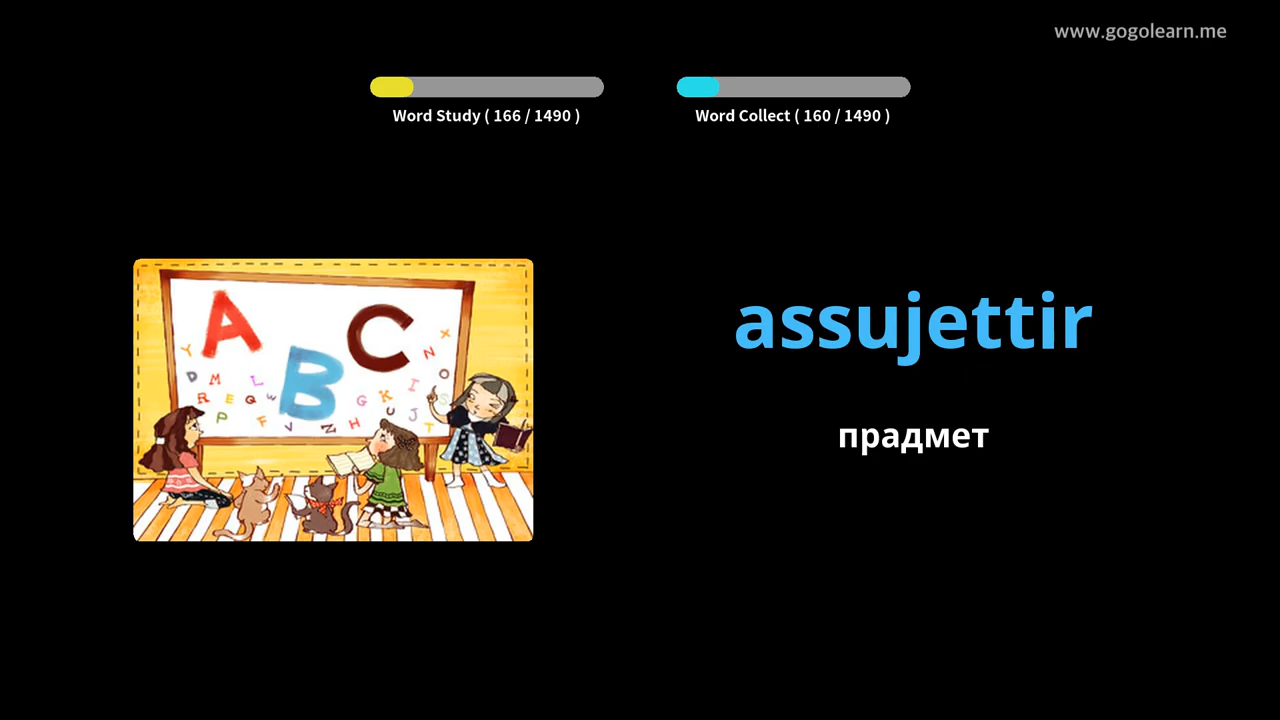 www.gogolearn.me
Word Study ( 166 / 1490 )
Word Collect ( 160 / 1490 )
assujettir
прадмет
A
B
C
X
Y
N
D
M
L
O
I
R
E
Q
W
G
K
S
P
F
V
Z
H
U
J
T